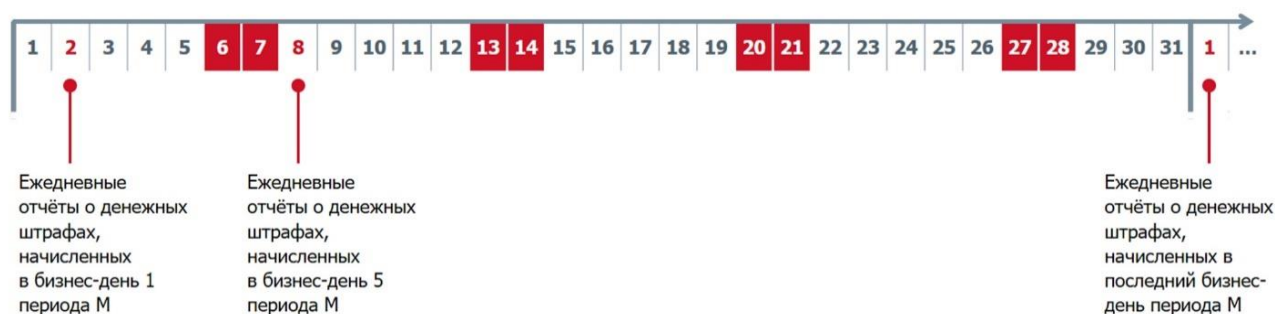 1 2 3 4 5 6 7 8 9 10 11 12 13 14 15 16 17 18 19 20 21 22 23 24 25 26 27 28 29 30 31 1 ...
Ежедневные
отчёты о денежных
штрафах,
начисленных
в бизнес-день 1
периода М
Ежедневные
отчёты о денежных
штрафах,
начисленных
в бизнес-день 5
периода М
Ежедневные
отчёты о денежных
штрафах,
начисленных в
последний бизнес-
день периода М